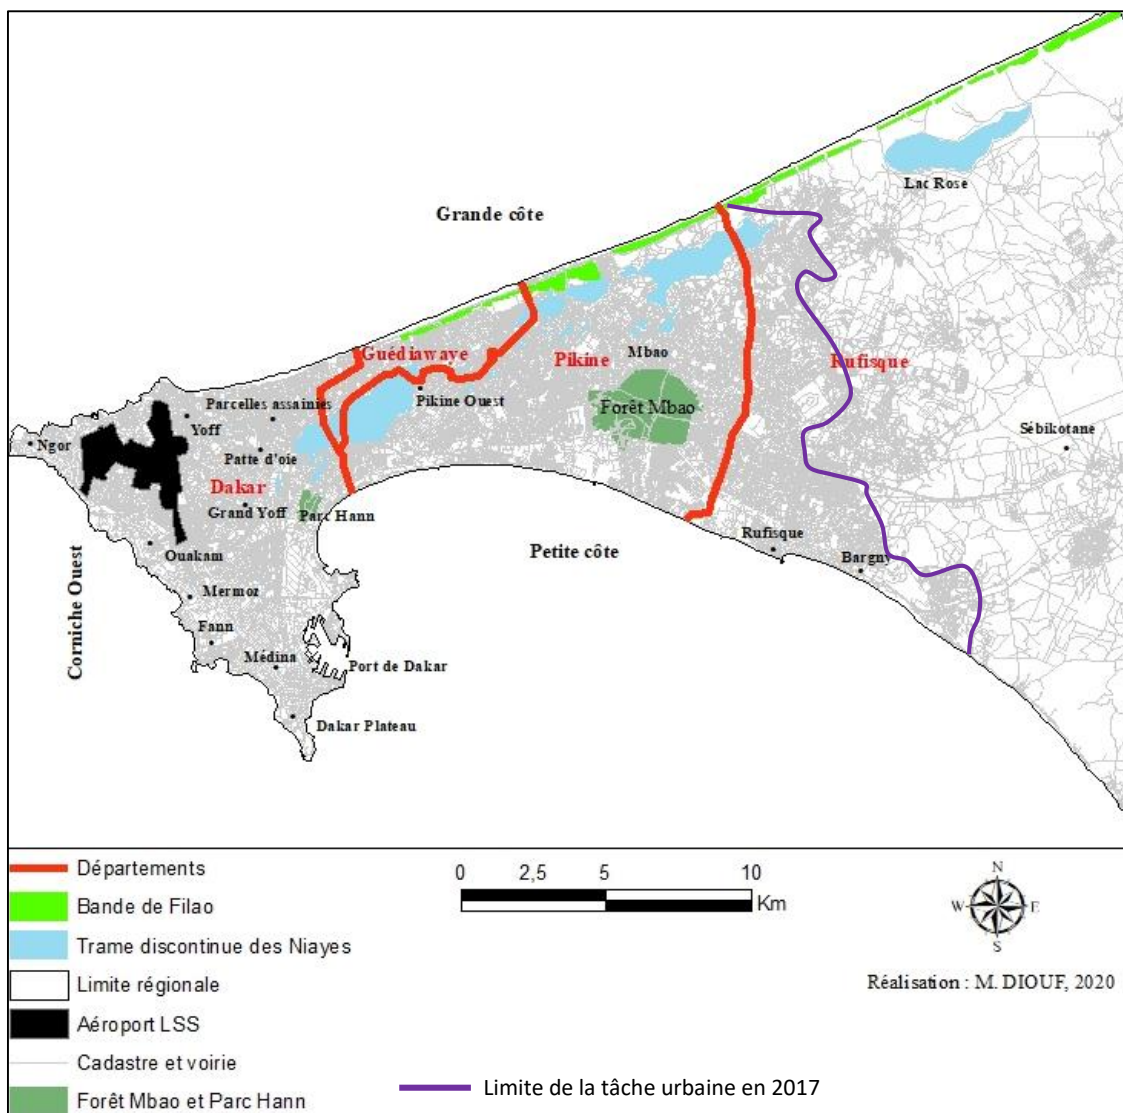 Lac Rose
Grande côte
Guédiawaye
Pikine
Mbao
Rufisque
Pikine Ouest
Forêt Mbao
Parcelles assainies
Yoff
Ngor
Patte d'oie
Sébikotane
Dakar
Grand Yoff
Parc Hann
Ouakam
Petite côte
Rufisque
Bargny
Mermoz
Corniche Ouest
Fann
Médina
Port de Dakar
Dakar Plateau
Départements
Bande de Filao
Trame discontinue des Niayes
Limite régionale
Aéroport LSS
Cadastre et voirie
Forêt Mbao et Parc Hann
0 2,5 5 10
Km
N
W E
S
Réalisation : M. DIOUF, 2020
Limite de la tâche urbaine en 2017